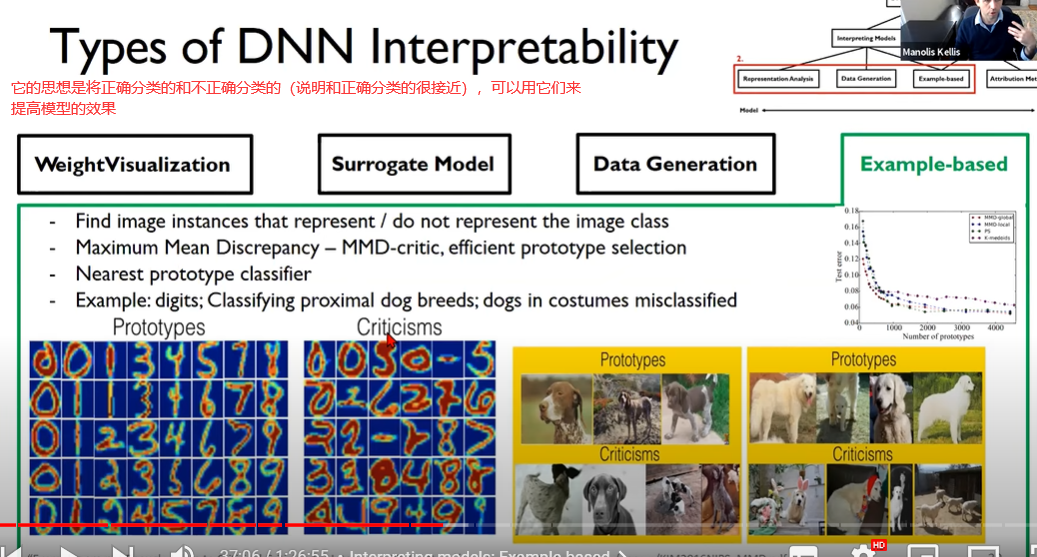 Types of DNN Interpretability
Interpreting Models
Manolis Kellis
2.
Representation Analysis
Data Generation
Example-based
Attribution Met
Model
它的思想是将正确分类的和不正确分类的（说明和正确分类的很接近），可以用它们来
提高模型的效果
WeightVisualization
Surrogate Model
Data Generation
Example-based
- Find image instances that represent / do not represent the image class
- Maximum Mean Discrepancy – MMD-critic, efficient prototype selection
- Nearest prototype classifier
- Example: digits; Classifying proximal dog breeds; dogs in costumes misclassified
0.18
0.16
0.14
0.12
0.10
0.08
0.06
0.04
Test error
MMD-global
MMD-local
PS
K-medoids
0 1000 2000 3000 4000
Number of prototypes
Prototypes
Criticisms
Prototypes
Criticisms
Prototypes
Criticisms
37:06 / 1:26:55 • Interpreting models: Example based
HD